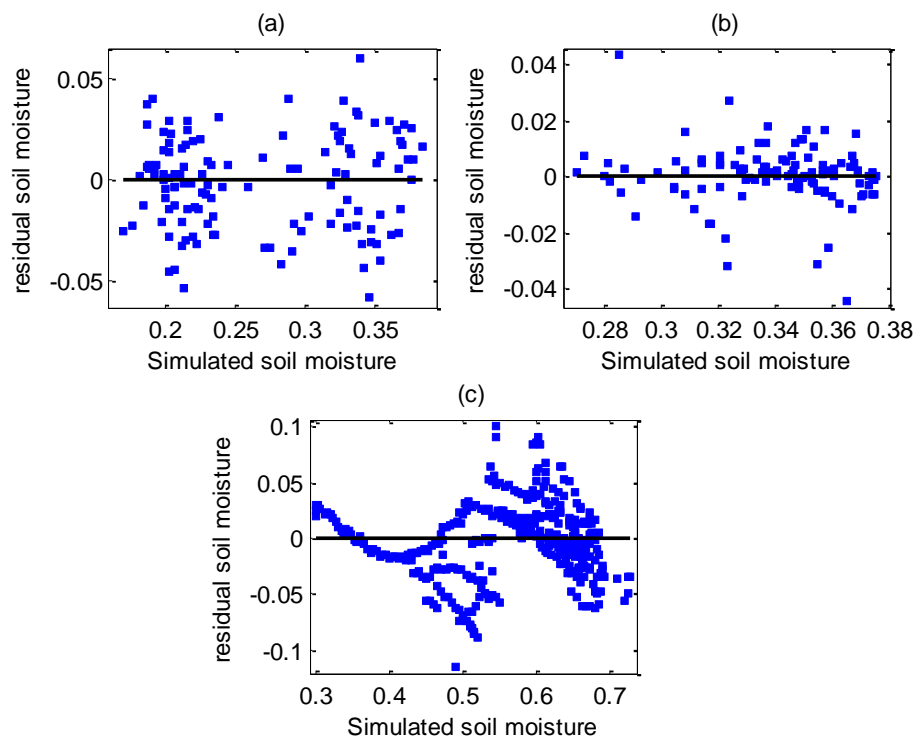 (a)
residual soil moisture
0.05
0
-0.05
0.2 0.25 0.3 0.35
Simulated soil moisture
(b)
residual soil moisture
0.04
0.02
0
-0.02
-0.04
0.28 0.3 0.32 0.34 0.36 0.38
Simulated soil moisture
(c)
residual soil moisture
0.1
0.05
0
-0.05
-0.1
0.3 0.4 0.5 0.6 0.7
Simulated soil moisture